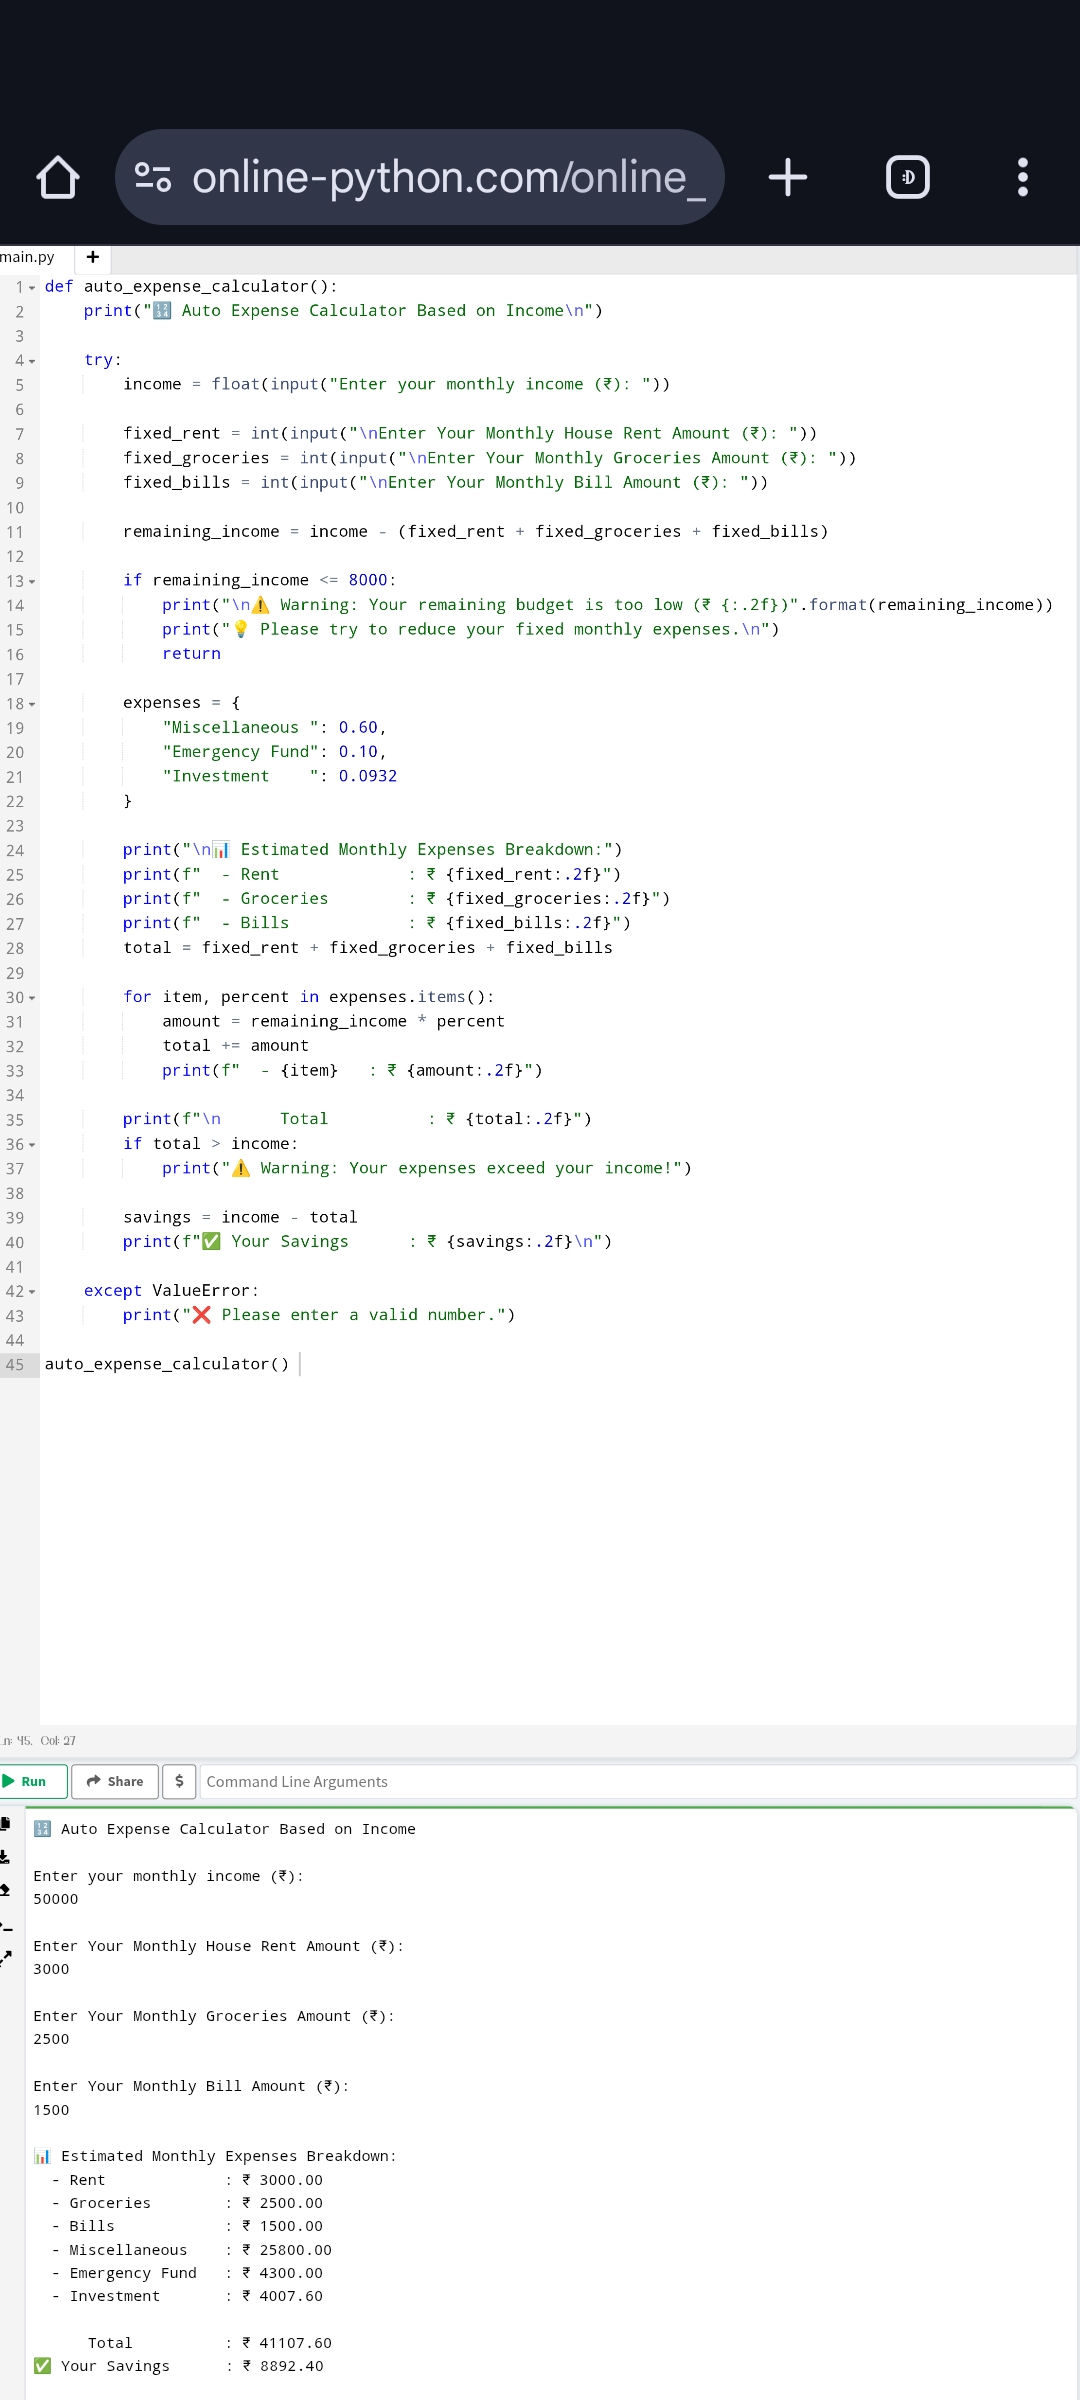 online-python.com/online_
:D
main.py
+
1 def auto_expense_calculator():
2     print("🔢 Auto Expense Calculator Based on Income\n")
3
4     try:
5         income = float(input("Enter your monthly income (₹): "))
6
7         fixed_rent = int(input("\nEnter Your Monthly House Rent Amount (₹): "))
8         fixed_groceries = int(input("\nEnter Your Monthly Groceries Amount (₹): "))
9         fixed_bills = int(input("\nEnter Your Monthly Bill Amount (₹): "))
10
11         remaining_income = income - (fixed_rent + fixed_groceries + fixed_bills)
12
13         if remaining_income <= 8000:
14             print("\n⚠️ Warning: Your remaining budget is too low (₹ {:.2f})".format(remaining_income))
15             print("💡 Please try to reduce your fixed monthly expenses.\n")
16             return
17
18         expenses = {
19             "Miscellaneous ": 0.60,
20             "Emergency Fund": 0.10,
21             "Investment    ": 0.0932
22         }
23
24         print("\n📊 Estimated Monthly Expenses Breakdown:")
25         print(f"  - Rent             : ₹ {fixed_rent:.2f}")
26         print(f"  - Groceries        : ₹ {fixed_groceries:.2f}")
27         print(f"  - Bills            : ₹ {fixed_bills:.2f}")
28         total = fixed_rent + fixed_groceries + fixed_bills
29
30         for item, percent in expenses.items():
31             amount = remaining_income * percent
32             total += amount
33             print(f"  - {item}   : ₹ {amount:.2f}")
34
35         print(f"\n      Total          : ₹ {total:.2f}")
36         if total > income:
37             print("⚠️ Warning: Your expenses exceed your income!")
38
39         savings = income - total
40         print(f"✅ Your Savings      : ₹ {savings:.2f}\n")
41
42     except ValueError:
43         print("❌ Please enter a valid number.")
44
45 auto_expense_calculator()
n: 45, Col: 27
Run
Share
$
Command Line Arguments
🔢 Auto Expense Calculator Based on Income
Enter your monthly income (₹):
50000
Enter Your Monthly House Rent Amount (₹):
3000
Enter Your Monthly Groceries Amount (₹):
2500
Enter Your Monthly Bill Amount (₹):
1500
📊 Estimated Monthly Expenses Breakdown:
  - Rent             : ₹ 3000.00
  - Groceries        : ₹ 2500.00
  - Bills            : ₹ 1500.00
  - Miscellaneous    : ₹ 25800.00
  - Emergency Fund   : ₹ 4300.00
  - Investment       : ₹ 4007.60
      Total          : ₹ 41107.60
✅ Your Savings      : ₹ 8892.40